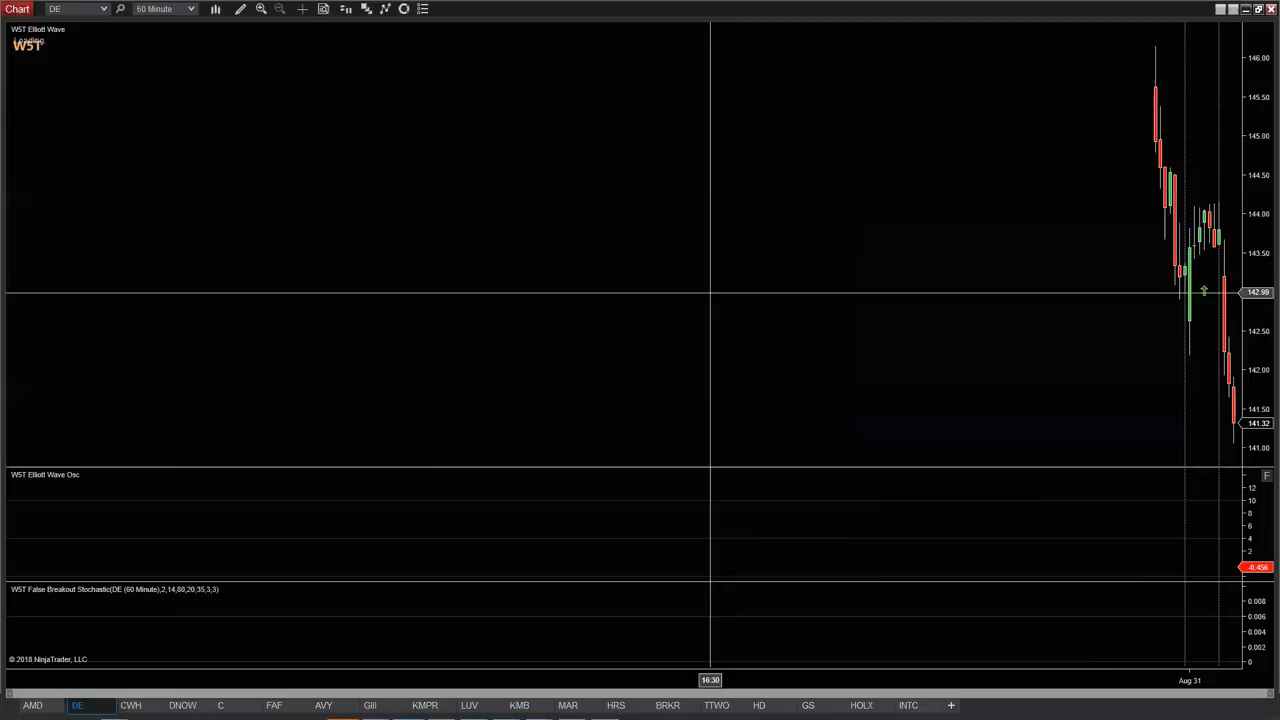 Chart DE 60 Minute
W5T Elliott Wave
Loading
W5T
146.00
145.50
145.00
144.50
144.00
143.50
142.99
142.50
142.00
141.50
141.32
141.00
W5T Elliott Wave Osc
F
12
10
8
6
4
2
-0.456
W5T False Breakout Stochastic(DE (60 Minute),2,14,80,20,35,3,3)
0.008
0.006
0.004
0.002
0
© 2018 NinjaTrader, LLC
16:30 Aug 31
AMD DE CWH DNOW C FAF AVY GIII KMPR LUV KMB MAR HRS BRKR TTWO HD GS HOLX INTC +